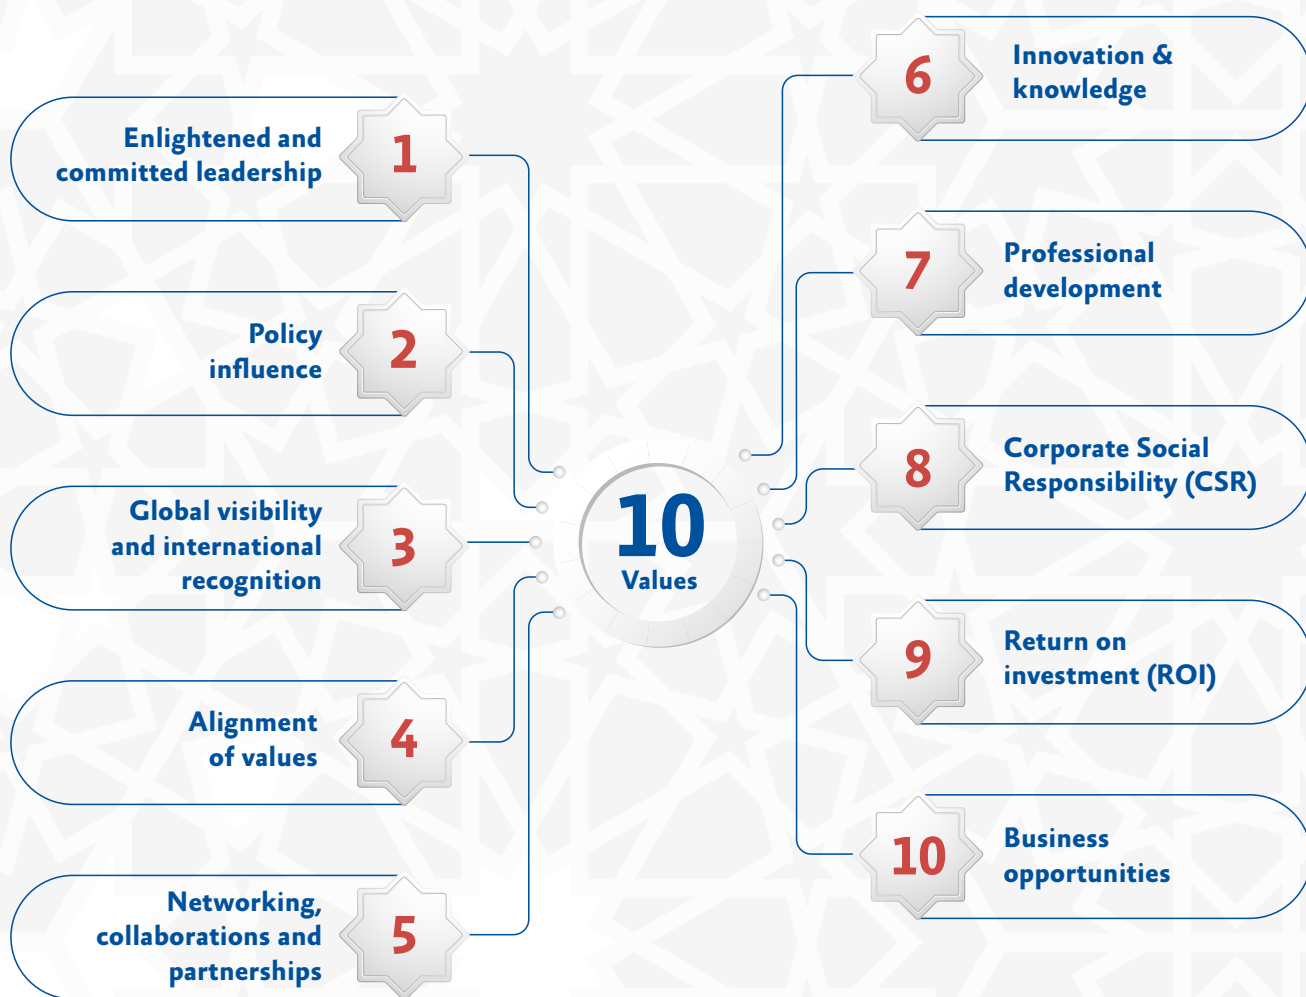 1
Enlightened and
committed leadership
2
Policy
influence
3
Global visibility
and international
recognition
4
Alignment
of values
5
Networking,
collaborations and
partnerships
10
Values
6
Innovation &
knowledge
7
Professional
development
8
Corporate Social
Responsibility (CSR)
9
Return on
investment (ROI)
10
Business
opportunities